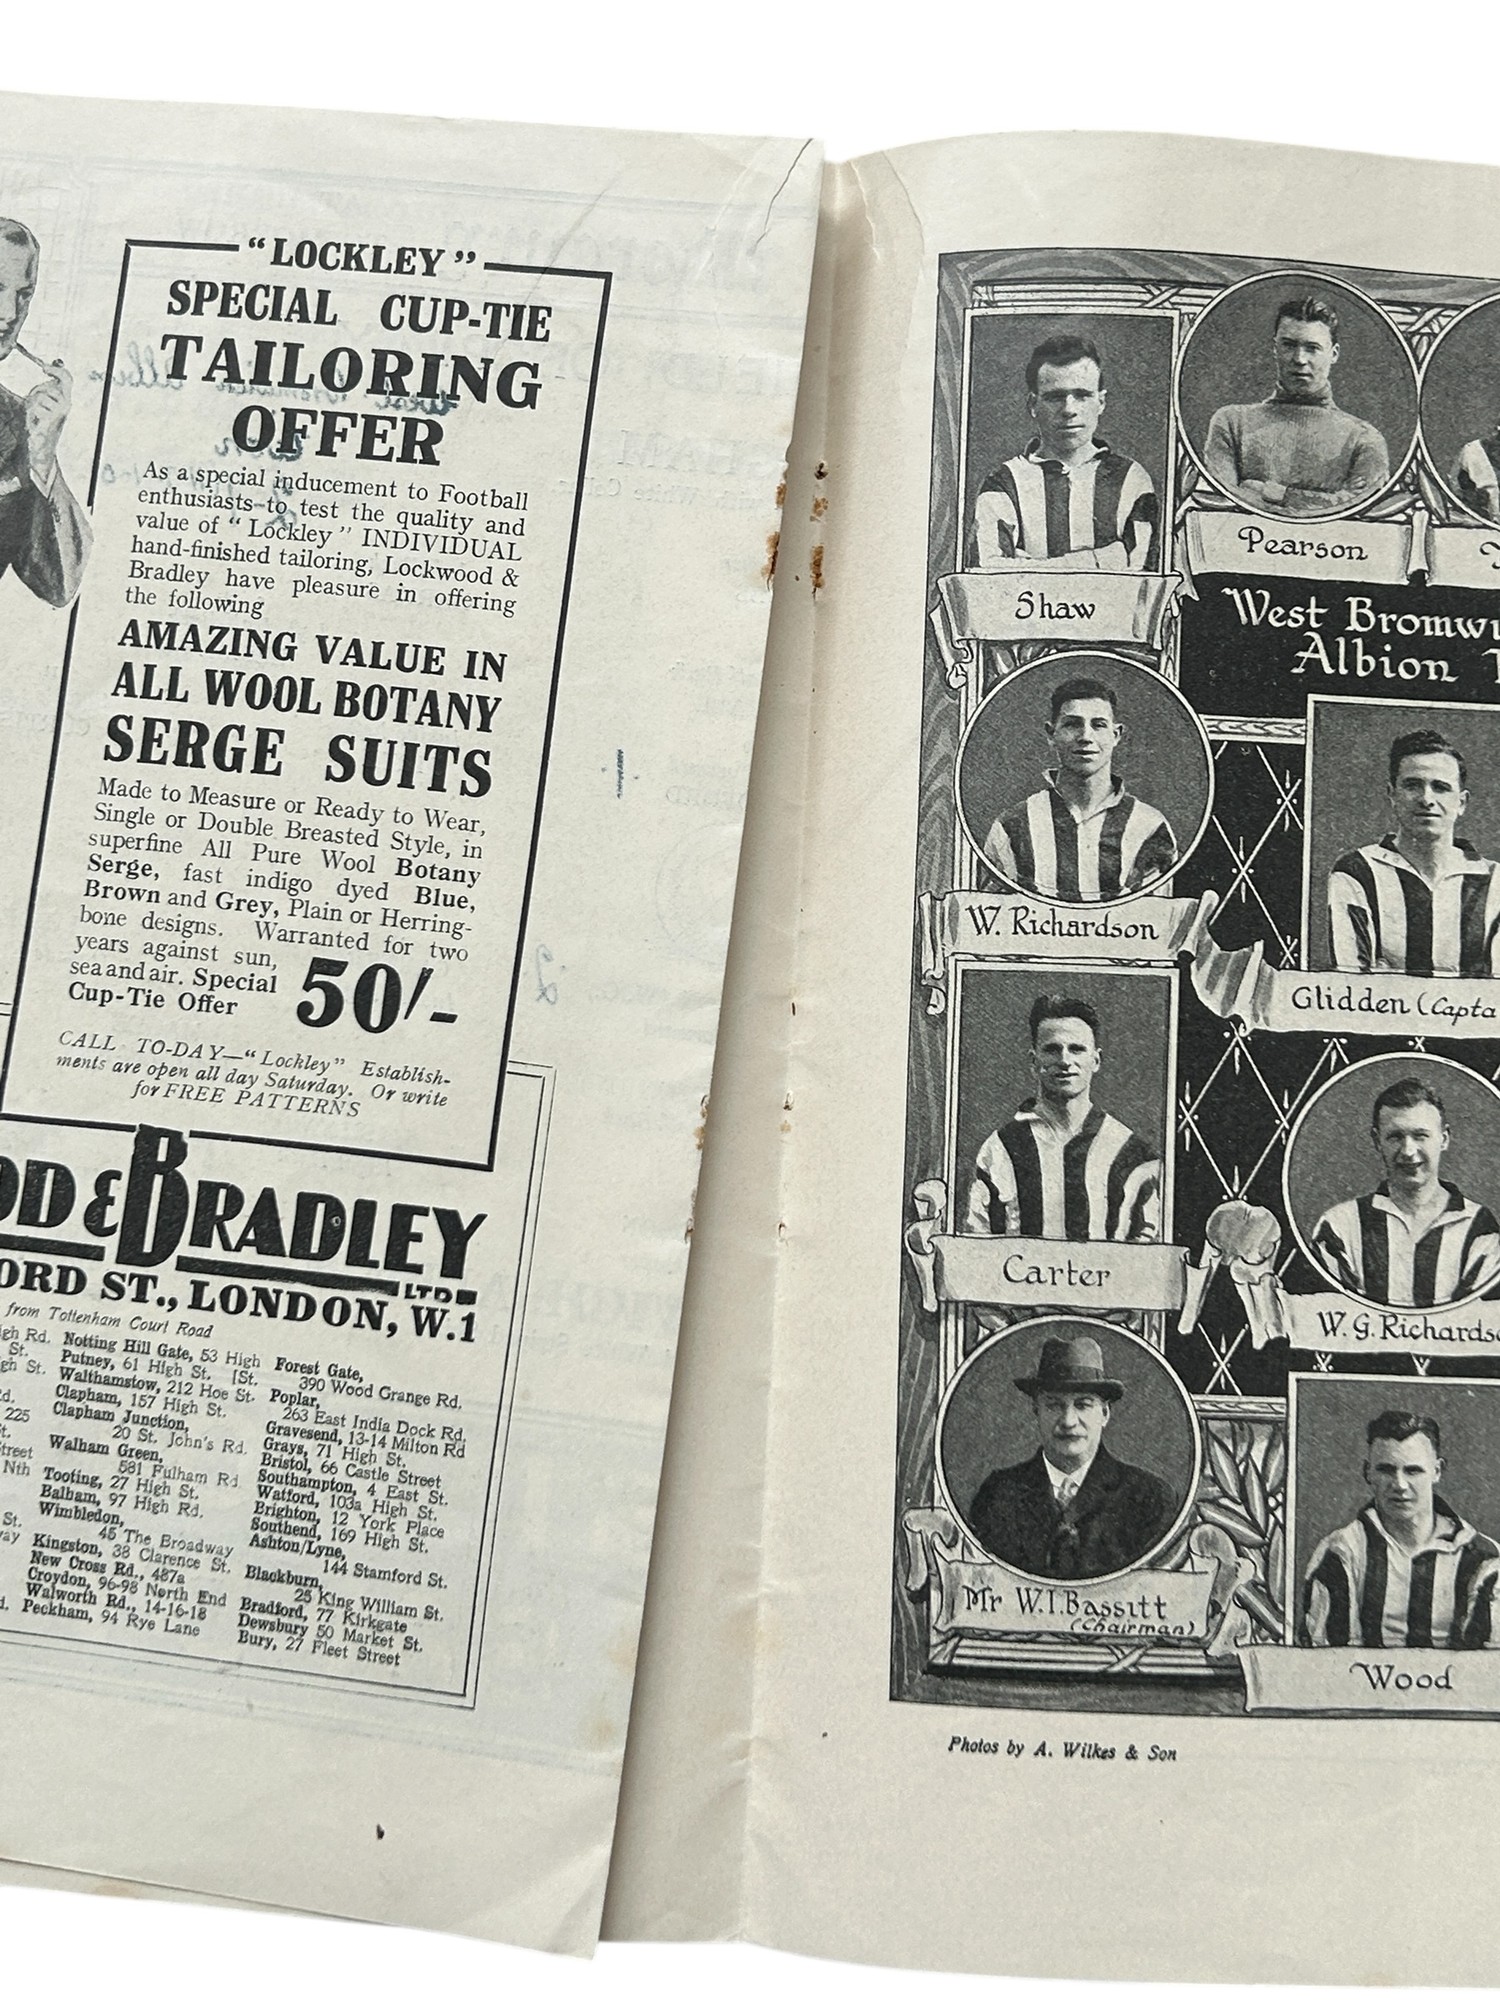 "LOCKLEY"
SPECIAL CUP-TIE
TAILORING
OFFER
As a special inducement to Football
enthusiasts to test the quality and
value of "Lockley" INDIVIDUAL
hand-finished tailoring, Lockwood &
Bradley have pleasure in offering
the following
AMAZING VALUE IN
ALL WOOL BOTANY
SERGE SUITS
Made to Measure or Ready to Wear,
Single or Double Breasted Style, in
superfine All Pure Wool Botany
Serge, fast indigo dyed Blue,
Brown and Grey, Plain or Herring-
bone designs. Warranted for two
years against sun,
sea and air. Special
Cup-Tie Offer
50/-
CALL TO-DAY—"Lockley" Establish-
ments are open all day Saturday. Or write
for FREE PATTERNS
OD & BRADLEY
LTD
ORD ST., LONDON, W.1
from Tottenham Court Road
gh Rd.
St.
gh St.
Rd.
225
St.
treet
Nth
St.
way
d.
Notting Hill Gate, 53 High
Putney, 61 High St. [St.
Walthamstow, 212 Hoe St.
Clapham, 157 High St.
Clapham Junction,
20 St. John's Rd.
Walham Green,
581 Fulham Rd
Tooting, 27 High St.
Balham, 97 High Rd.
Wimbledon,
45 The Broadway
Kingston, 38 Clarence St.
New Cross Rd., 487a
Croydon, 96-98 North End
Walworth Rd., 14-16-18
Peckham, 94 Rye Lane
Forest Gate,
390 Wood Grange Rd.
Poplar,
263 East India Dock Rd.
Gravesend, 13-14 Milton Rd
Grays, 71 High St.
Bristol, 66 Castle Street
Southampton, 4 East St.
Watford, 103a High St.
Brighton, 12 York Place
Southend, 169 High St.
Ashton/Lyne,
144 Stamford St.
Blackburn,
25 King William St.
Bradford, 77 Kirkgate
Dewsbury 50 Market St.
Bury, 27 Fleet Street
Shaw
Pearson
West Bromwi
Albion T
W. Richardson
Glidden (Capta
Carter
W. G. Richardso
Mr W.I. Bassitt
(Chairman)
Wood
Photos by A. Wilkes & Son